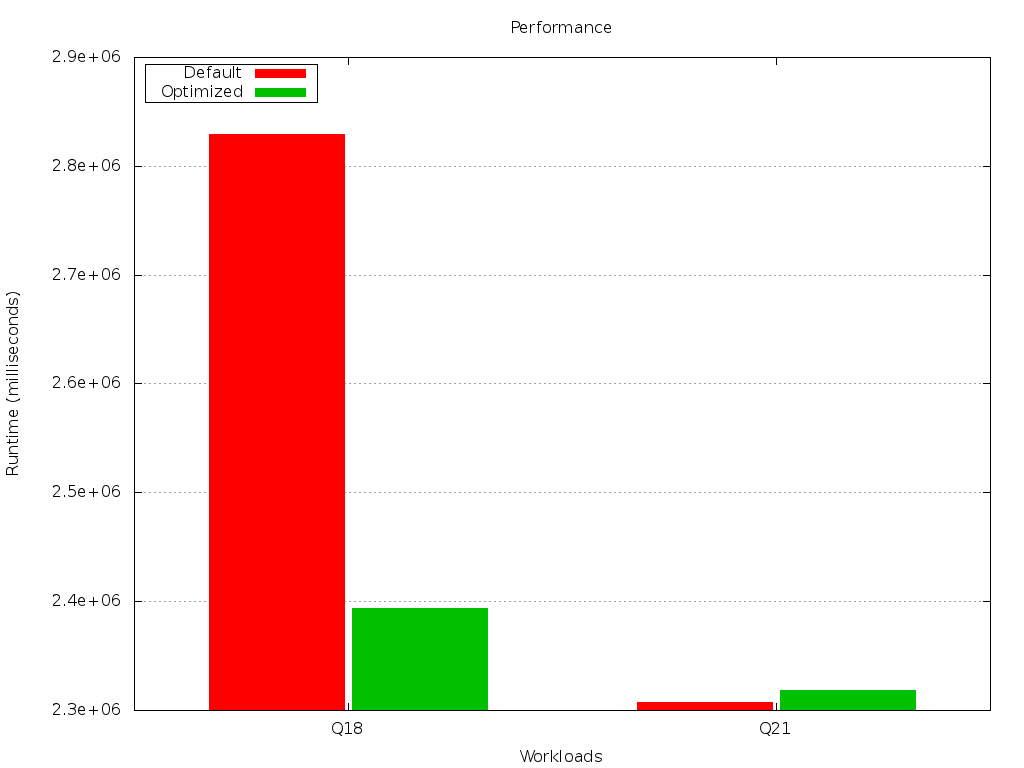 Performance
2.9e+06
Default
Optimized
2.8e+06
2.7e+06
2.6e+06
2.5e+06
2.4e+06
2.3e+06
Runtime (milliseconds)
Q18 Q21
Workloads